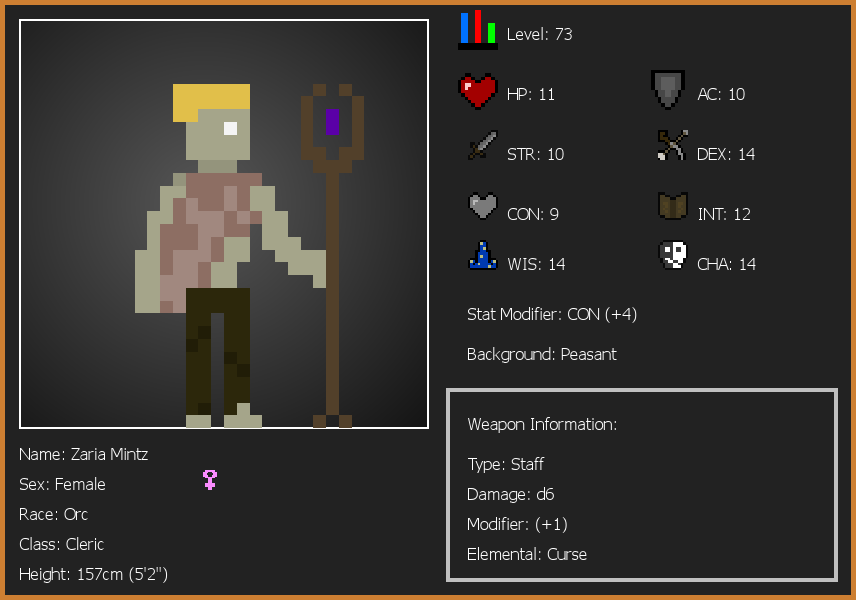 Level: 73
HP: 11
AC: 10
STR: 10
DEX: 14
CON: 9
INT: 12
WIS: 14
CHA: 14
Stat Modifier: CON (+4)
Background: Peasant
Weapon Information:
Type: Staff
Damage: d6
Modifier: (+1)
Elemental: Curse
Name: Zaria Mintz
Sex: Female
Race: Orc
Class: Cleric
Height: 157cm (5'2")